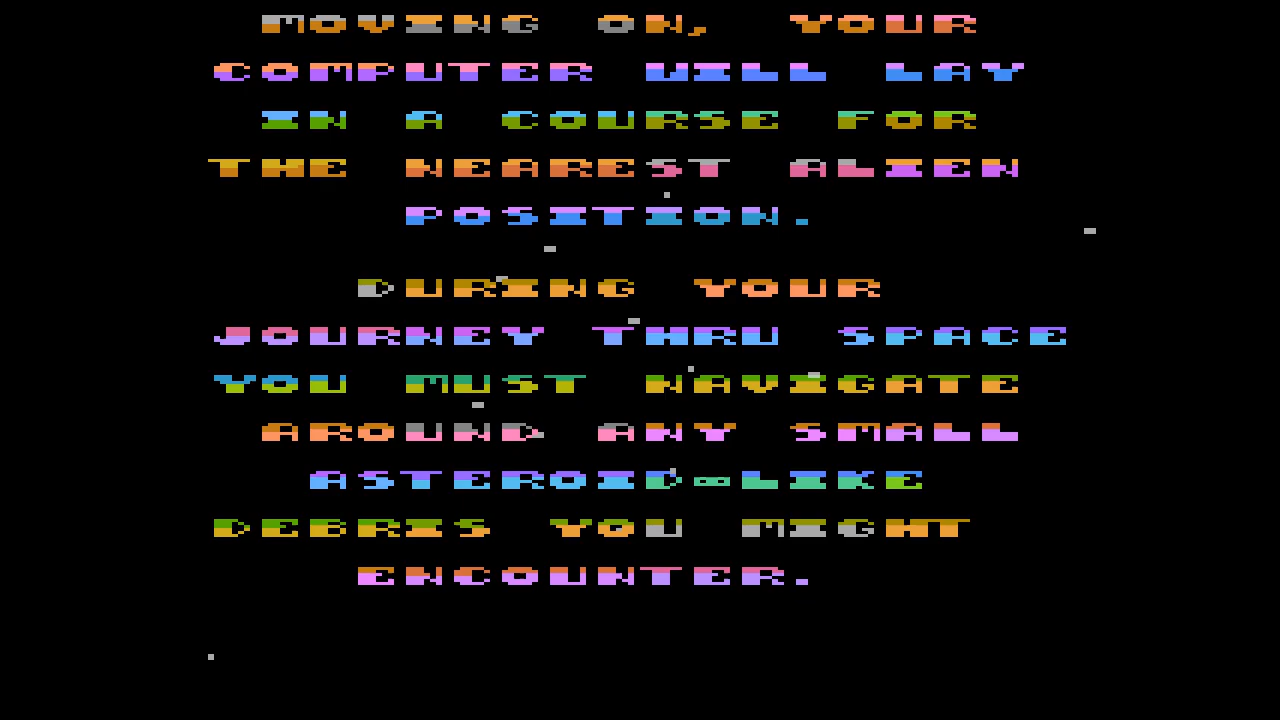 MOVING ON, YOUR
COMPUTER WILL LAY
IN A COURSE FOR
THE NEAREST ALIEN
POSITION.
DURING YOUR
JOURNEY THRU SPACE
YOU MUST NAVIGATE
AROUND ANY SMALL
ASTEROID-LIKE
DEBRIS YOU MIGHT
ENCOUNTER.